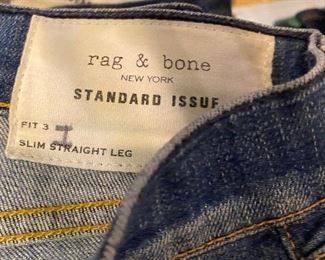 rag & bone
NEW YORK
STANDARD ISSUE
FIT 3
SLIM STRAIGHT LEG